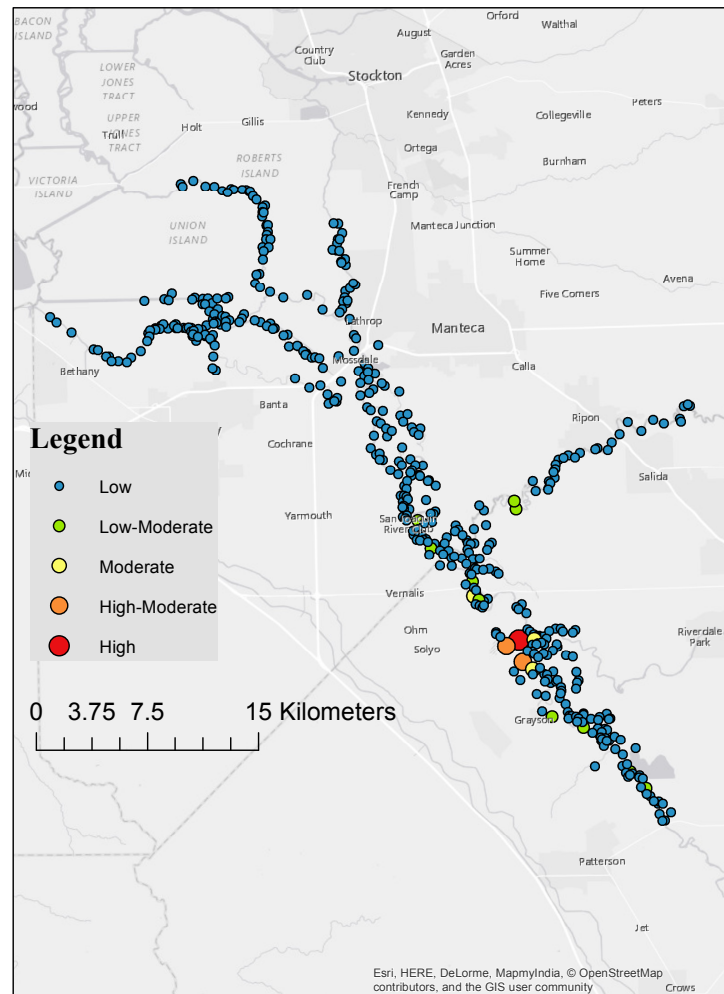 BACON
ISLAND
Orford
Walthal
August
Country
Club
Garden
Acres
LOWER
JONES
TRACT
Stockton
wood
Peters
UPPER
JONES
TRACT
Trull
Holt
Gillis
Kennedy
Collegeville
Ortega
ROBERTS
ISLAND
Burnham
VICTORIA
ISLAND
French
Camp
UNION
ISLAND
Manteca Junction
Summer
Home
Avena
Five Corners
Lathrop
Manteca
Mossdale
Bethany
Calla
Banta
Ripon
Cochrane
Legend
Salida
Low
Yarmouth
San Joaquin
River Club
Low-Moderate
Moderate
Vernalis
High-Moderate
Ohm
Riverdale
Park
Solyo
High
0 3.75 7.5 15 Kilometers
Grayson
Patterson
Jet
Esri, HERE, DeLorme, MapmyIndia, © OpenStreetMap
contributors, and the GIS user community
Crows